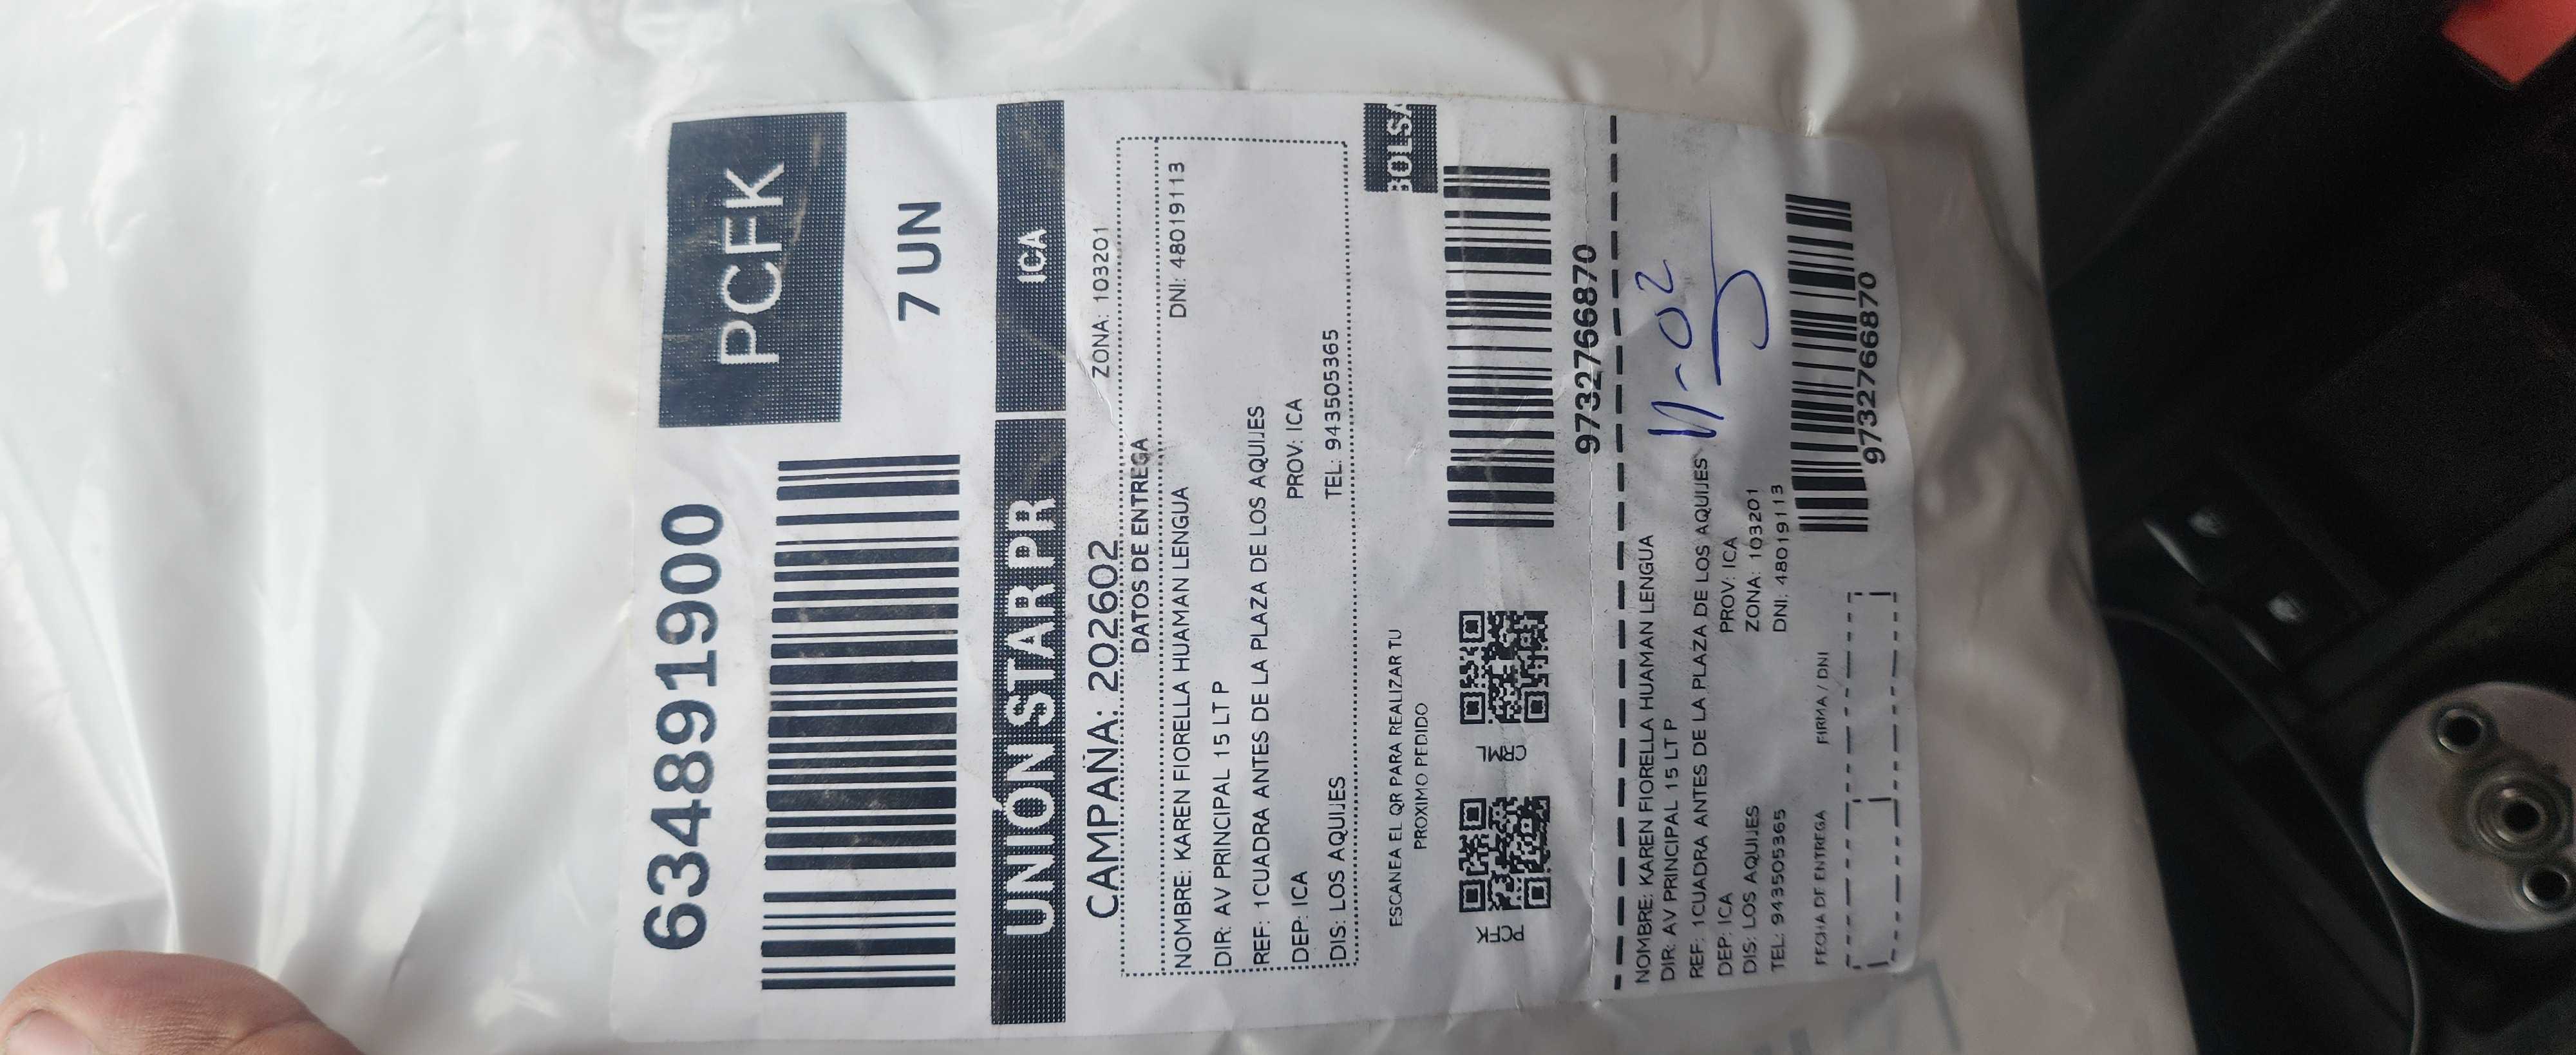 634891900
PCFK
7 UN
UNIÓN STARPR
ICA
CAMPAÑA: 202602
ZONA: 103201
DATOS DE ENTREGA
NOMBRE: KAREN FIORELLA HUAMAN LENGUA
DNI: 48019113
DIR: AV PRINCIPAL 15 LT P
REF: 1CUADRA ANTES DE LA PLAZA DE LOS AQUIJES
DEP: ICA
PROV: ICA
DIS: LOS AQUIJES
TEL: 943505365
BOLSA
ESCANEA EL QR PARA REALIZAR TU
PROXIMO PEDIDO
PCFK
CRML
9732766870
NOMBRE: KAREN FIORELLA HUAMAN LENGUA
DIR: AV PRINCIPAL 15 LT P
REF: 1CUADRA ANTES DE LA PLAZA DE LOS AQUIJES
DEP: ICA
PROV: ICA
DIS: LOS AQUIJES
ZONA: 103201
TEL: 943505365
DNI: 48019113
11-02
5
FECHA DE ENTREGA
FIRMA / DNI
9732766870